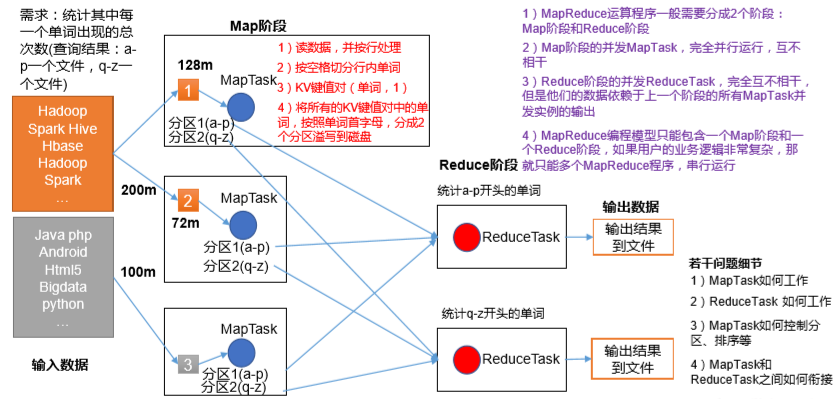 需求：统计其中每
一个单词出现的总
次数(查询结果：a-
p一个文件，q-z一
个文件)
Hadoop
Spark Hive
Hbase
Hadoop
Spark
…
200m
Java php
Android
Html5
Bigdata
python
…
100m
输入数据
Map阶段
128m
1
MapTask
分区1(a-p)
分区2(q-z)
1）读数据，并按行处理
2）按空格切分行内单词
3）KV键值对（单词，1）
4）将所有的KV键值对中的单
词，按照单词首字母，分成2
个分区溢写到磁盘
2
72m
MapTask
分区1(a-p)
分区2(q-z)
3
MapTask
分区1(a-p)
分区2(q-z)
1）MapReduce运算程序一般需要分成2个阶段：
Map阶段和Reduce阶段
2）Map阶段的并发MapTask，完全并行运行，互不
相干
3）Reduce阶段的并发ReduceTask，完全互不相干，
但是他们的数据依赖于上一个阶段的所有MapTask并
发实例的输出
4）MapReduce编程模型只能包含一个Map阶段和一
个Reduce阶段，如果用户的业务逻辑非常复杂，那
就只能多个MapReduce程序，串行运行
Reduce阶段
统计a-p开头的单词
ReduceTask
统计q-z开头的单词
ReduceTask
输出数据
输出结果
到文件
输出结果
到文件
若干问题细节
1）MapTask如何工作
2）ReduceTask 如何工作
3）MapTask如何控制分
区、排序等
4）MapTask和
ReduceTask之间如何衔接